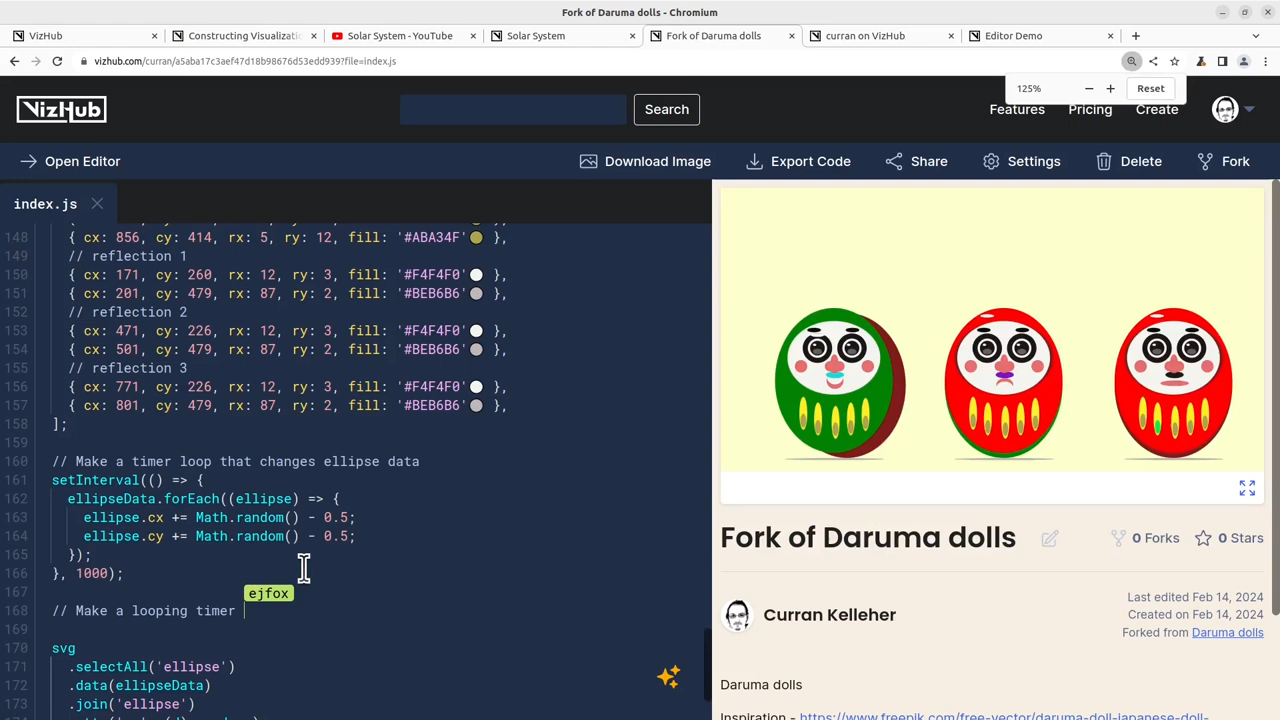 Fork of Daruma dolls - Chromium
VizHub
Constructing Visualizatio
Solar System - YouTube
Solar System
Fork of Daruma dolls
curran on VizHub
Editor Demo
vizhub.com/curran/a5aba17c3aef47d18b98676d53edd939?file=index.js
125%
Reset
VizHub
Search
Features
Pricing
Create
Open Editor
Download Image
Export Code
Share
Settings
Delete
Fork
index.js
148 { cx: 856, cy: 414, rx: 5, ry: 12, fill: '#ABA34F' },
149 // reflection 1
150 { cx: 171, cy: 260, rx: 12, ry: 3, fill: '#F4F4F0' },
151 { cx: 201, cy: 479, rx: 87, ry: 2, fill: '#BEB6B6' },
152 // reflection 2
153 { cx: 471, cy: 226, rx: 12, ry: 3, fill: '#F4F4F0' },
154 { cx: 501, cy: 479, rx: 87, ry: 2, fill: '#BEB6B6' },
155 // reflection 3
156 { cx: 771, cy: 226, rx: 12, ry: 3, fill: '#F4F4F0' },
157 { cx: 801, cy: 479, rx: 87, ry: 2, fill: '#BEB6B6' },
158 ];
159
160 // Make a timer loop that changes ellipse data
161 setInterval(() => {
162 ellipseData.forEach((ellipse) => {
163 ellipse.cx += Math.random() - 0.5;
164 ellipse.cy += Math.random() - 0.5;
165 });
166 }, 1000);
167
ejfox
168 // Make a looping timer
169
170 svg
171 .selectAll('ellipse')
172 .data(ellipseData)
173 .join('ellipse')
Fork of Daruma dolls
0 Forks
0 Stars
Curran Kelleher
Last edited Feb 14, 2024
Created on Feb 14, 2024
Forked from Daruma dolls
Daruma dolls
Inspiration - https://www.freepik.com/free-vector/daruma-doll-japanese-doll-